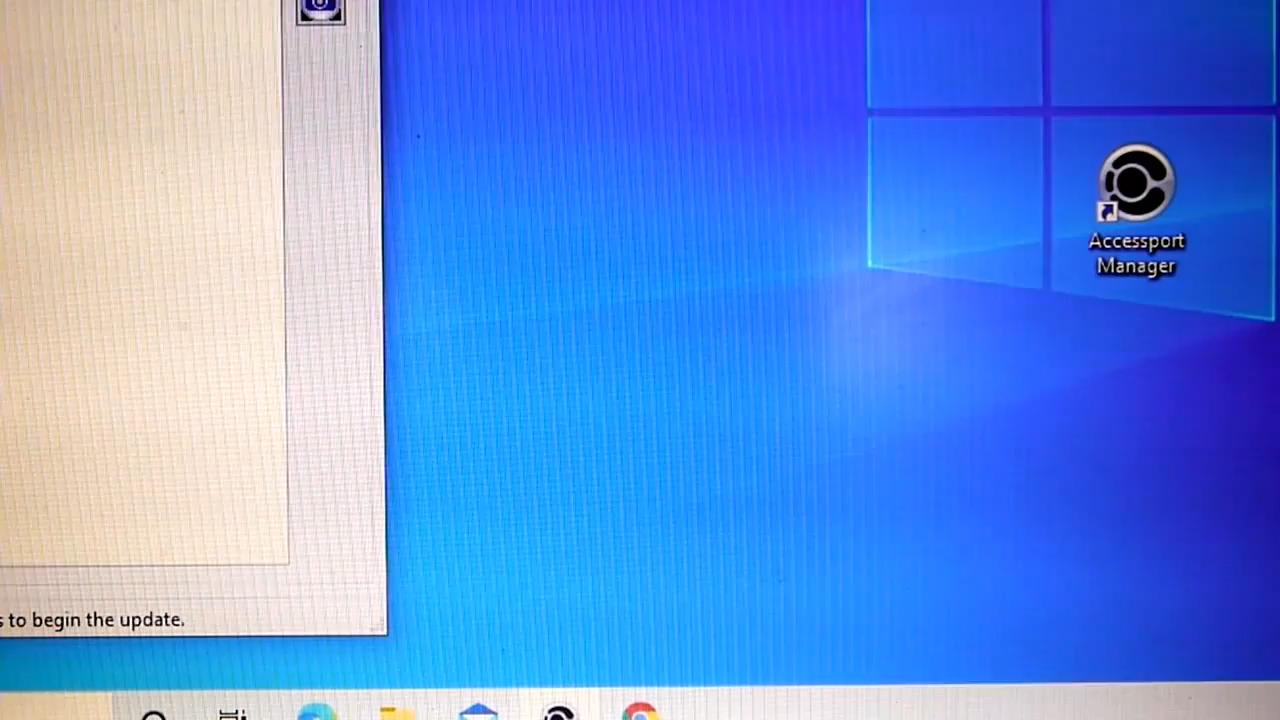 Accessport
Manager
to begin the update.